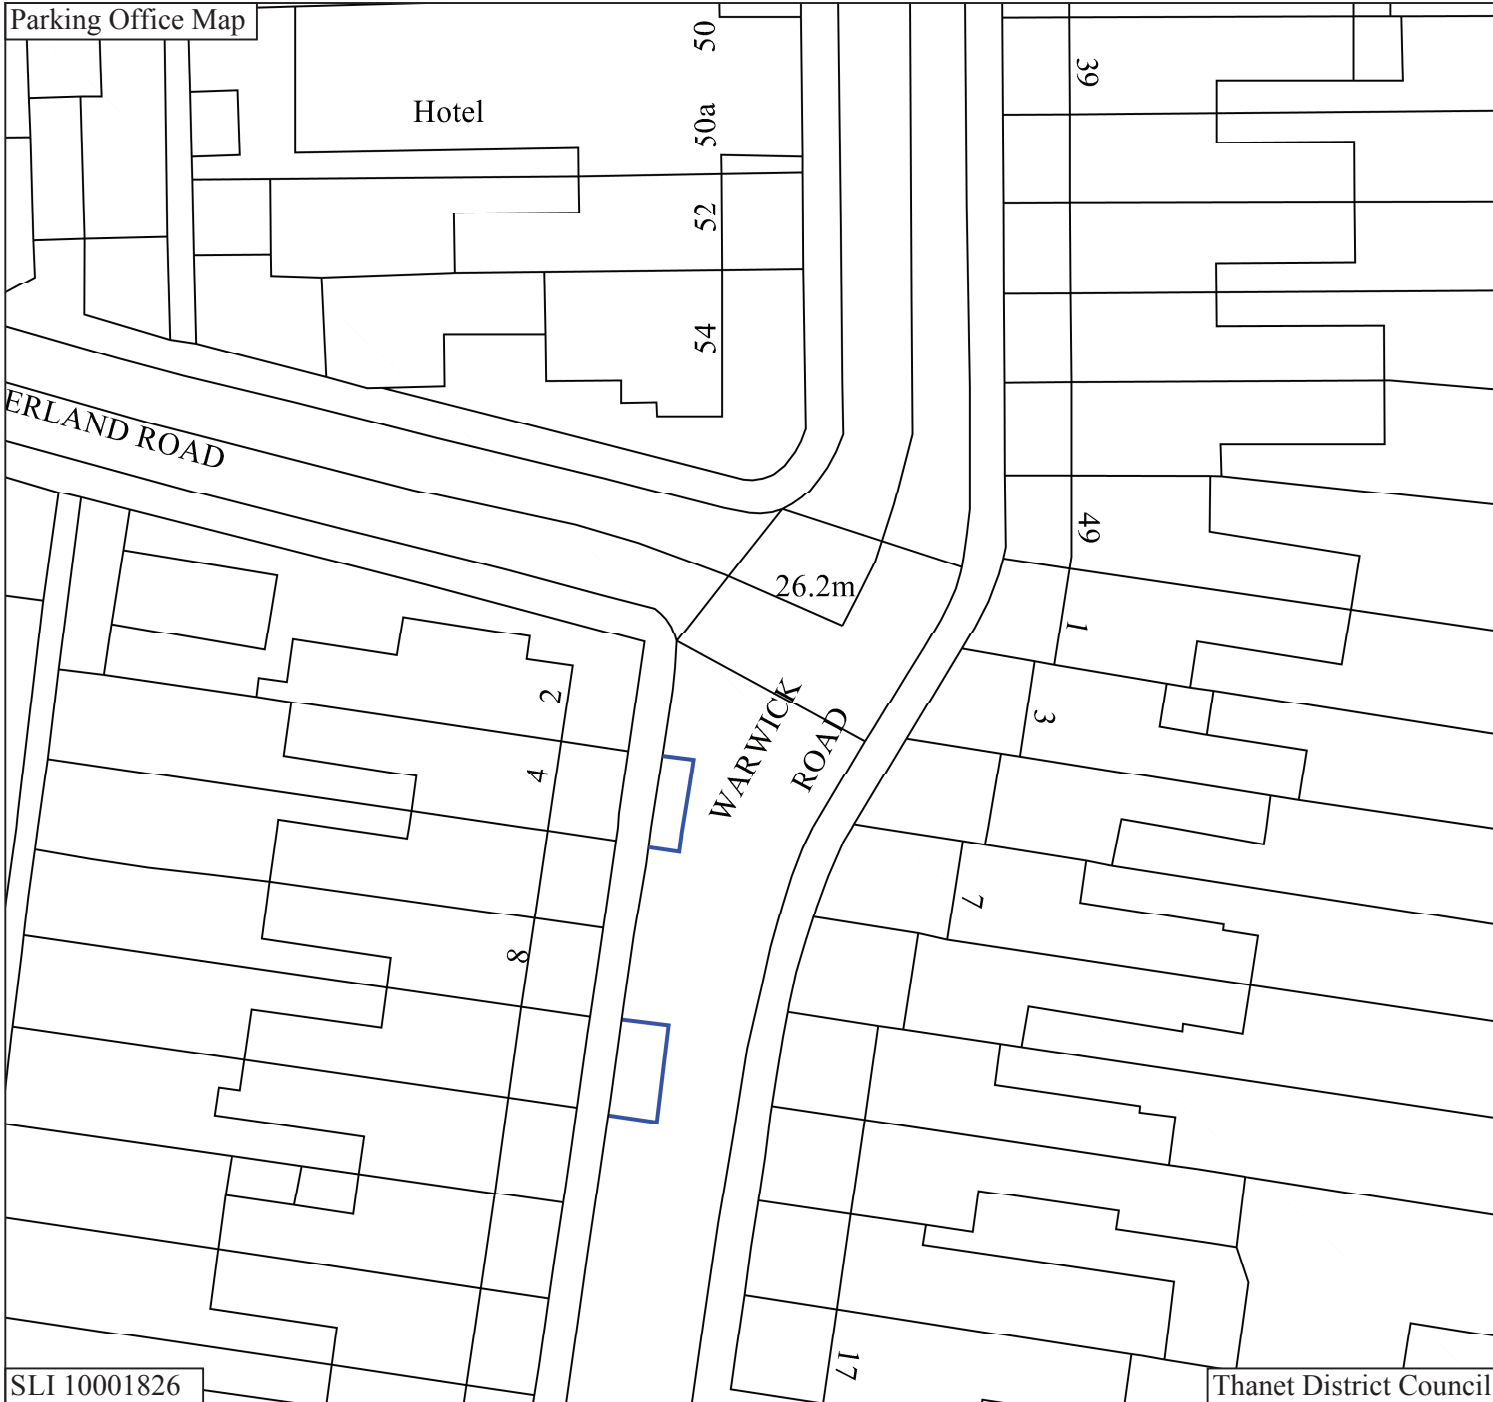 Parking Office Map
50
39
Hotel
50a
52
54
ERLAND ROAD
49
26.2m
1
2
WARWICK
ROAD
3
4
7
8
17
SLI 10001826
Thanet District Council